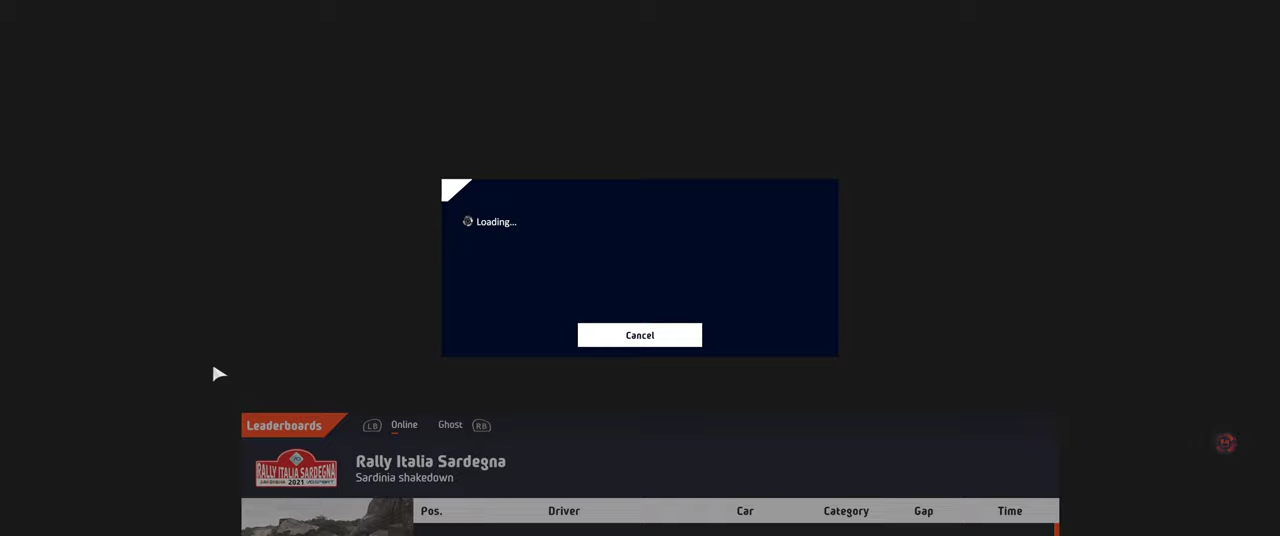 Loading...
Cancel
Leaderboards
LB Online Ghost RB
RALLY ITALIA SARDEGNA
2021
Rally Italia Sardegna
Sardinia shakedown
Pos. Driver Car Category Gap Time